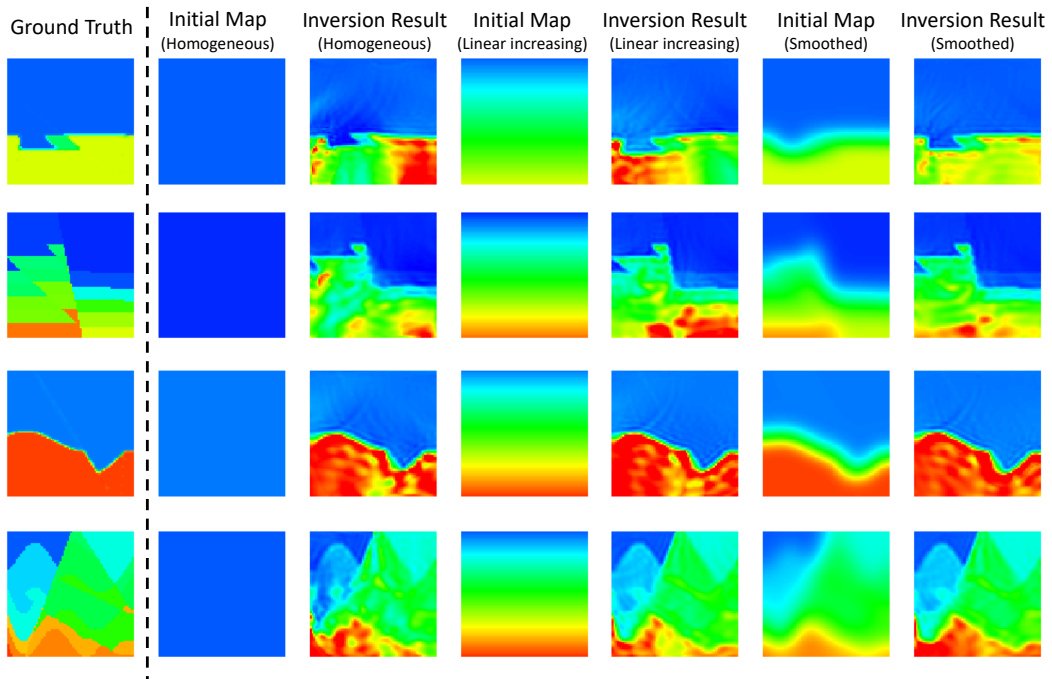 Ground Truth
Initial Map
(Homogeneous)
Inversion Result
(Homogeneous)
Initial Map
(Linear increasing)
Inversion Result
(Linear increasing)
Initial Map
(Smoothed)
Inversion Result
(Smoothed)